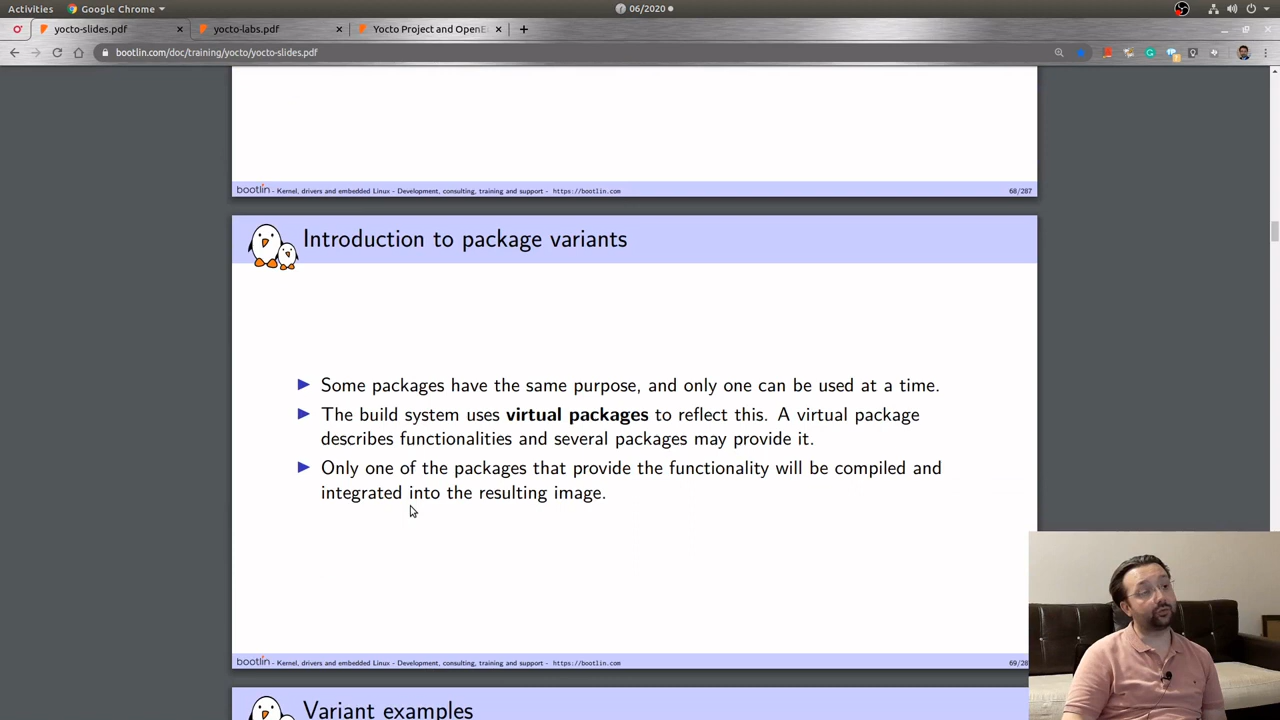 Activities
Google Chrome
06/2020
yocto-slides.pdf
yocto-labs.pdf
Yocto Project and OpenE
bootlin.com/doc/training/yocto/yocto-slides.pdf
bootlin - Kernel, drivers and embedded Linux - Development, consulting, training and support - https://bootlin.com
68/287
Introduction to package variants
Some packages have the same purpose, and only one can be used at a time.
The build system uses virtual packages to reflect this. A virtual package
describes functionalities and several packages may provide it.
Only one of the packages that provide the functionality will be compiled and
integrated into the resulting image.
bootlin - Kernel, drivers and embedded Linux - Development, consulting, training and support - https://bootlin.com
69/28
Variant examples